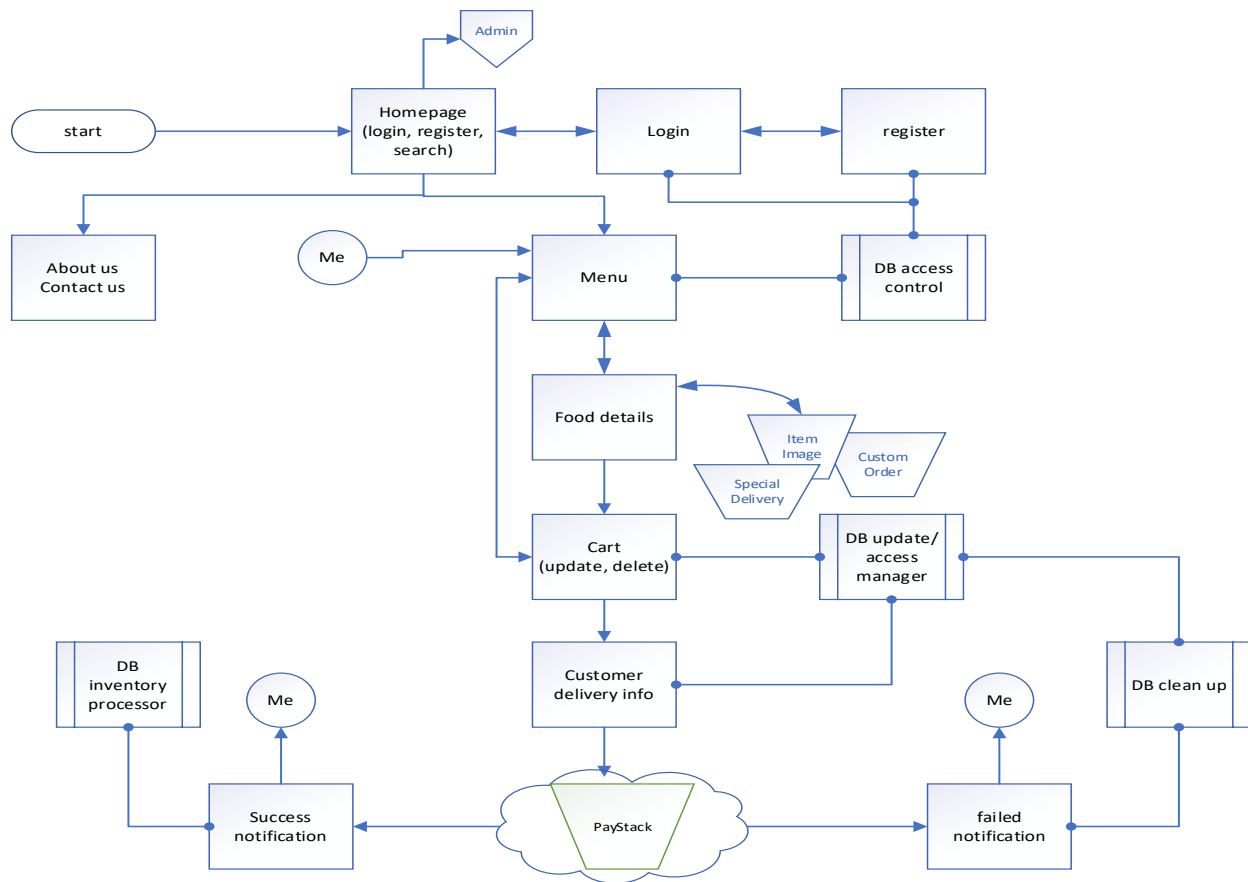 Admin
start
Homepage
(login, register,
search)
Login
register
About us
Contact us
Me
Menu
DB access
control
Food details
Item
Image
Custom
Order
Special
Delivery
Cart
(update, delete)
DB update/
access
manager
DB
inventory
processor
Me
Customer
delivery info
Me
DB clean up
Success
notification
PayStack
failed
notification